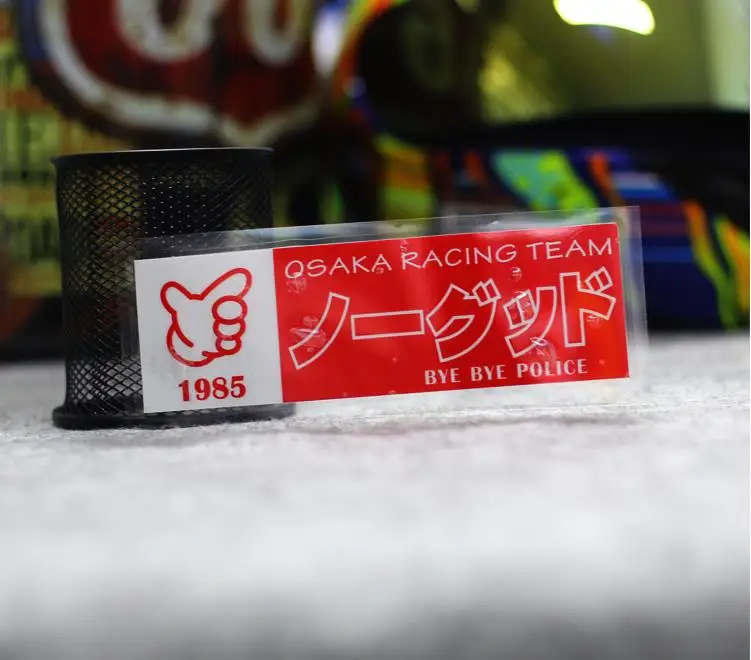 OSAKA RACING TEAM
ノーグッド
BYE BYE POLICE
1985